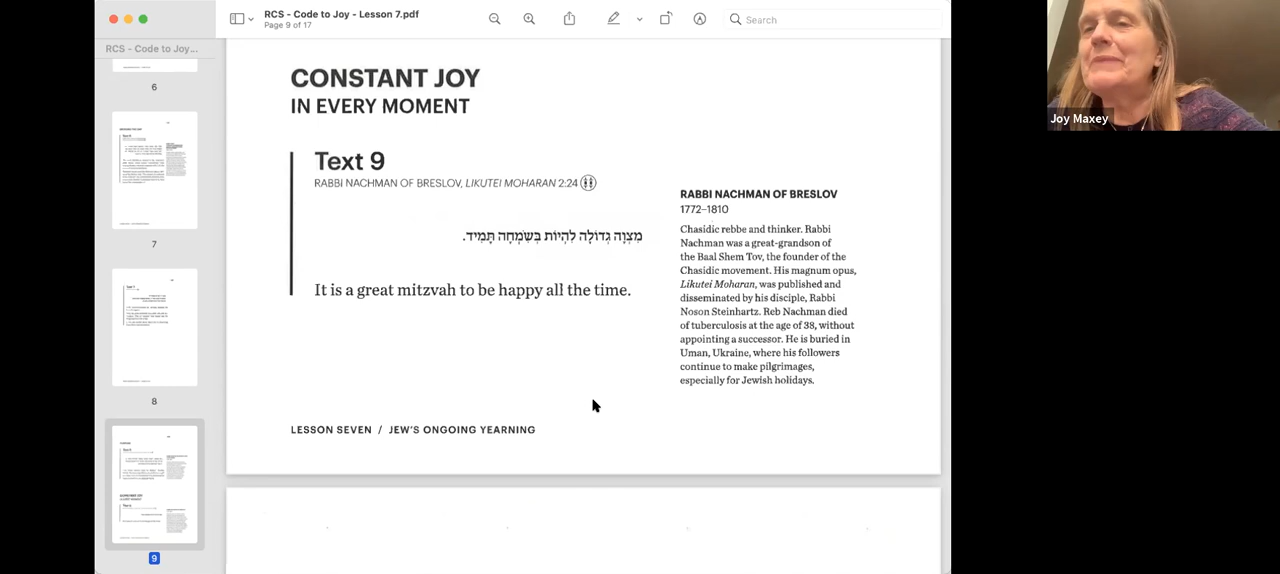 RCS - Code to Joy - Lesson 7.pdf
Page 9 of 17
Search
RCS - Code to Joy...
6
7
8
9
CONSTANT JOY
IN EVERY MOMENT
Text 9
RABBI NACHMAN OF BRESLOV, LIKUTEI MOHARAN 2:24
מִצְוָה גְדוֹלָה לִהְיוֹת בְּשִׂמְחָה תָּמִיד.
It is a great mitzvah to be happy all the time.
RABBI NACHMAN OF BRESLOV
1772–1810
Chasidic rebbe and thinker. Rabbi
Nachman was a great-grandson of
the Baal Shem Tov, the founder of the
Chasidic movement. His magnum opus,
Likutei Moharan, was published and
disseminated by his disciple, Rabbi
Noson Steinhartz. Reb Nachman died
of tuberculosis at the age of 38, without
appointing a successor. He is buried in
Uman, Ukraine, where his followers
continue to make pilgrimages,
especially for Jewish holidays.
LESSON SEVEN / JEW'S ONGOING YEARNING
Joy Maxey